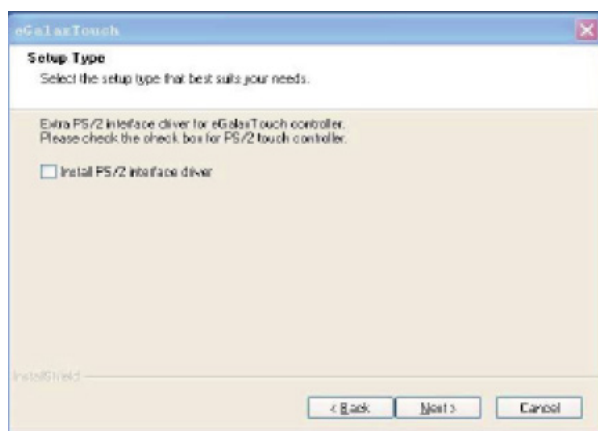 eGalaxTouch
Setup Type
Select the setup type that best suits your needs.
Extra PS/2 interface driver for eGalaxTouch controller.
Please check the check box for PS/2 touch controller.
Install PS/2 interface driver
InstallShield
< Back
Next >
Cancel